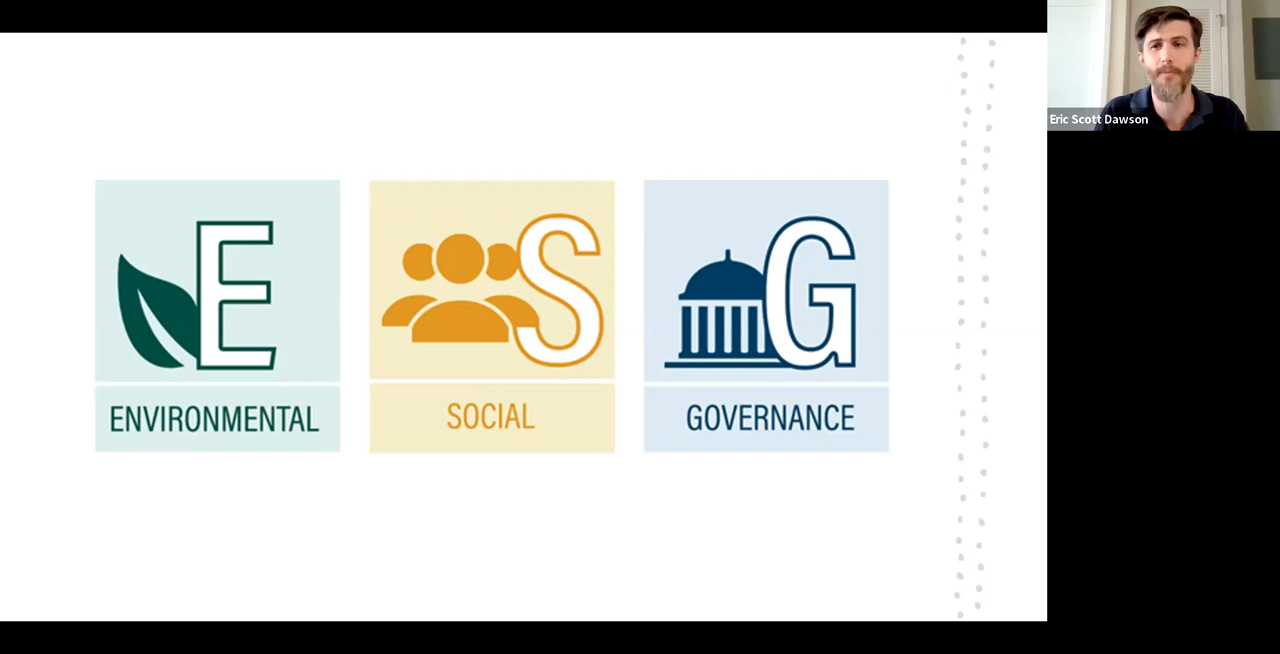 E
S
G
ENVIRONMENTAL
SOCIAL
GOVERNANCE
Eric Scott Dawson